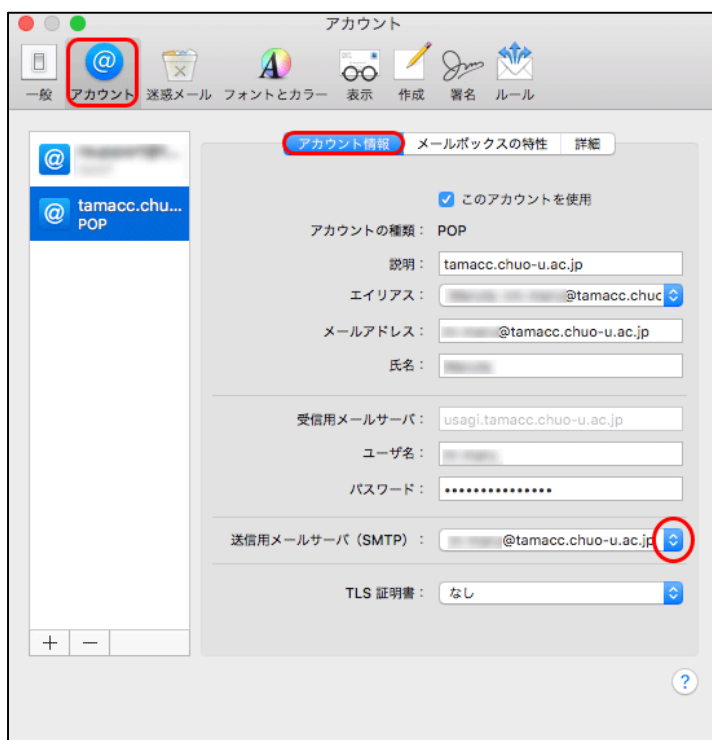 アカウント
一般 アカウント 迷惑メール フォントとカラー 表示 作成 署名 ルール
アカウント情報 メールボックスの特性 詳細
tamacc.chu...
POP
このアカウントを使用
アカウントの種類： POP
説明： tamacc.chuo-u.ac.jp
エイリアス： @tamacc.chuc
メールアドレス： @tamacc.chuo-u.ac.jp
氏名：
受信用メールサーバ： usagi.tamacc.chuo-u.ac.jp
ユーザ名：
パスワード： •••••••••••••••
送信用メールサーバ（SMTP）： @tamacc.chuo-u.ac.jp
TLS 証明書： なし
+ −
?